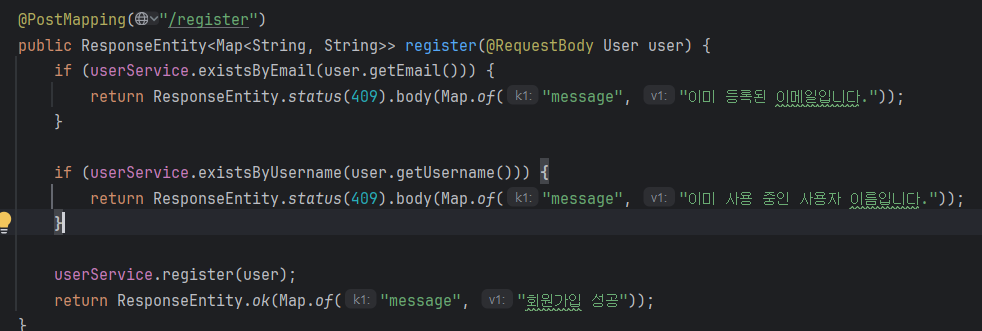 @PostMapping("/register")
public ResponseEntity<Map<String, String>> register(@RequestBody User user) {
if (userService.existsByEmail(user.getEmail())) {
return ResponseEntity.status(409).body(Map.of( k1: "message", v1: "이미 등록된 이메일입니다."));
}
if (userService.existsByUsername(user.getUsername())) {
return ResponseEntity.status(409).body(Map.of( k1: "message", v1: "이미 사용 중인 사용자 이름입니다."));
}
userService.register(user);
return ResponseEntity.ok(Map.of( k1: "message", v1: "회원가입 성공"));
}